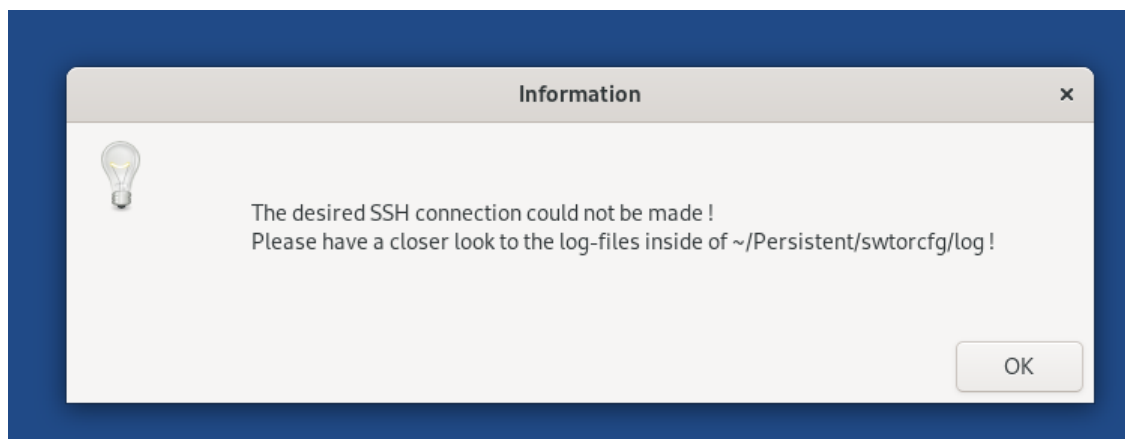 Information
The desired SSH connection could not be made !
Please have a closer look to the log-files inside of ~/Persistent/swtorcfg/log !
OK